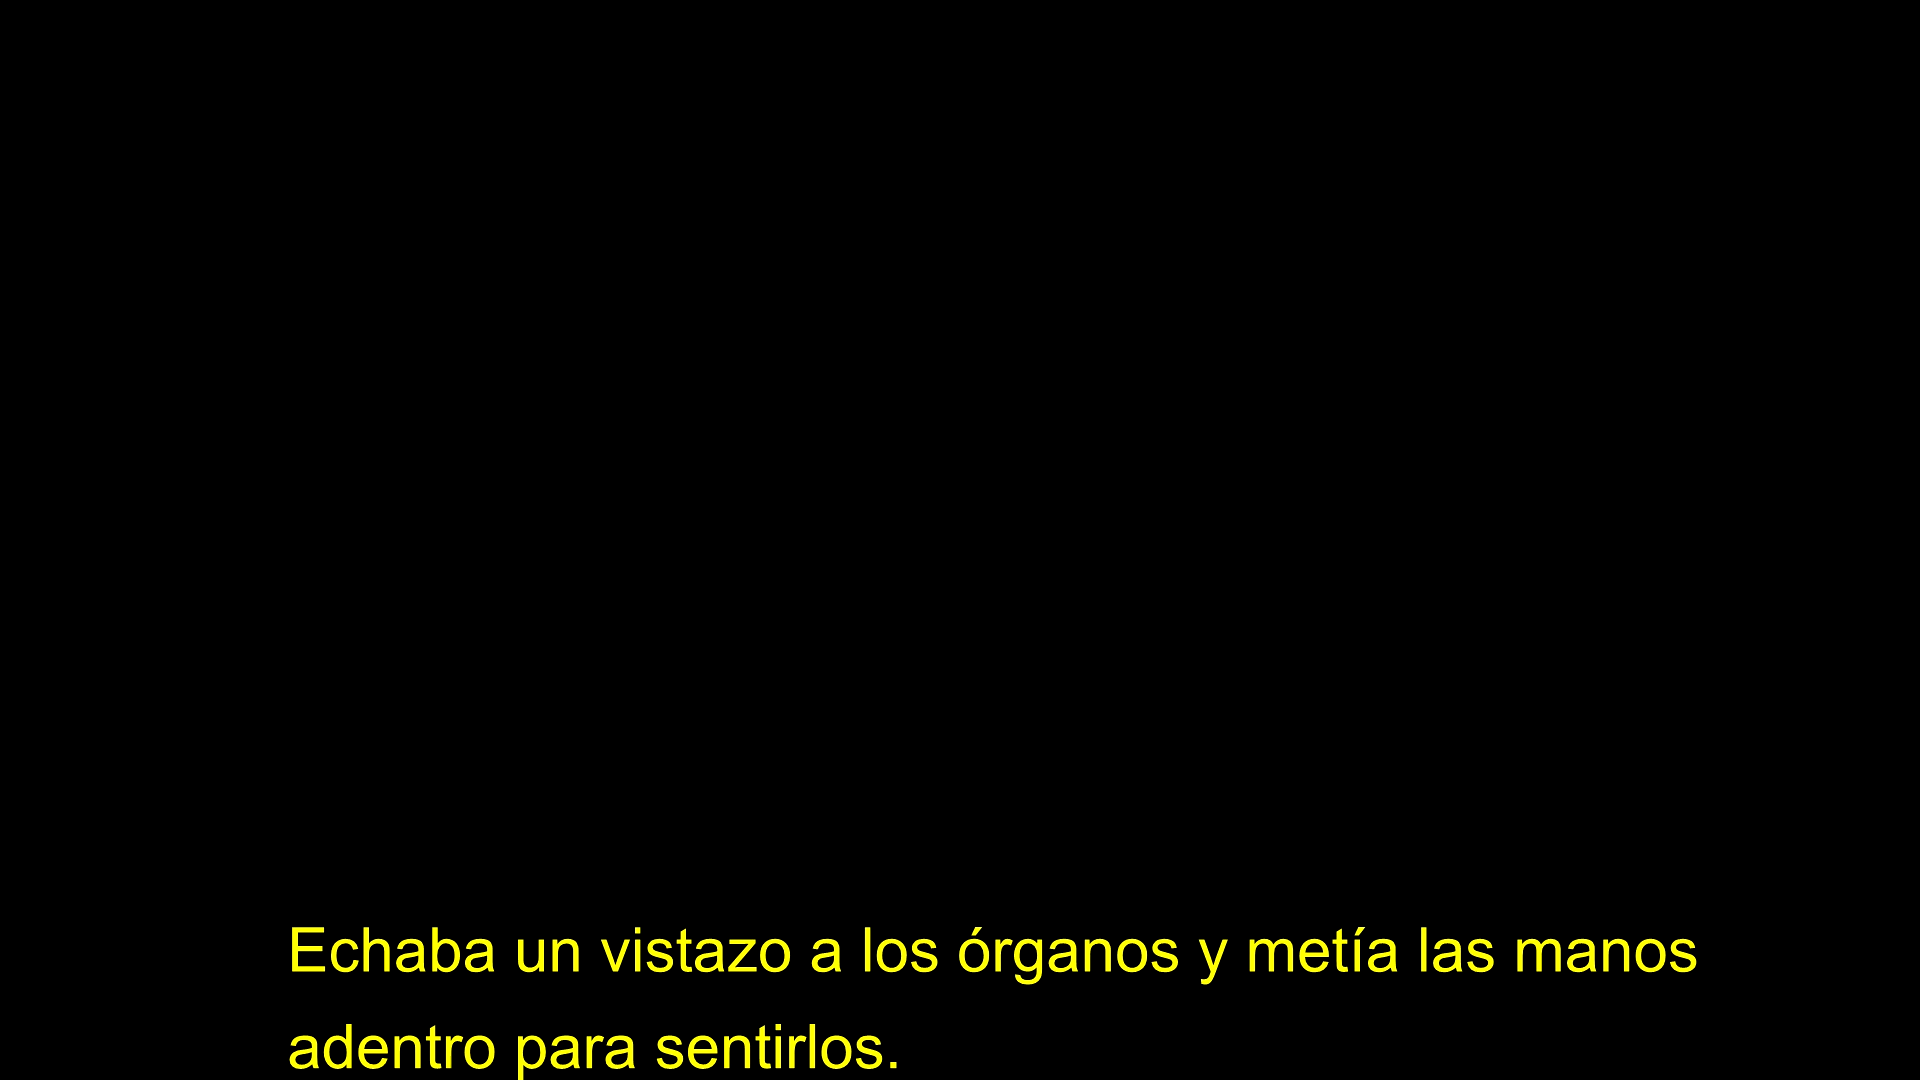 Echaba un vistazo a los órganos y metía las manos
adentro para sentirlos.